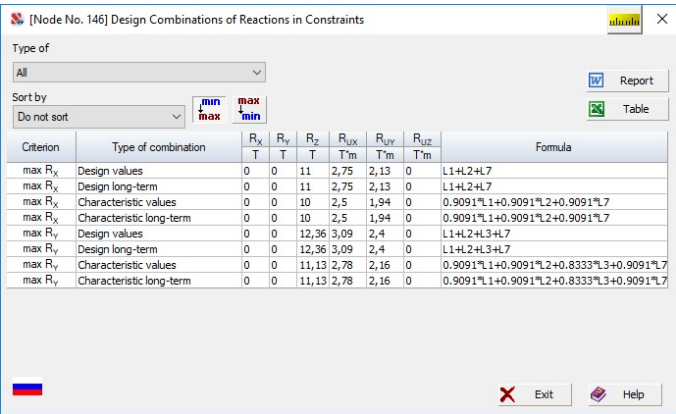 [Node No. 146] Design Combinations of Reactions in Constraints
Type of
All
Report
Sort by
Do not sort
min max
max min
Table
Criterion Type of combination RX RY RZ RUX RUY RUZ Formula
T T T T*m T*m T*m
max RX Design values 0 0 11 2,75 2,13 0 L1+L2+L7
max RX Design long-term 0 0 11 2,75 2,13 0 L1+L2+L7
max RX Characteristic values 0 0 10 2,5 1,94 0 0.9091*L1+0.9091*L2+0.9091*L7
max RX Characteristic long-term 0 0 10 2,5 1,94 0 0.9091*L1+0.9091*L2+0.9091*L7
max RY Design values 0 0 12,36 3,09 2,4 0 L1+L2+L3+L7
max RY Design long-term 0 0 12,36 3,09 2,4 0 L1+L2+L3+L7
max RY Characteristic values 0 0 11,13 2,78 2,16 0 0.9091*L1+0.9091*L2+0.8333*L3+0.9091*L7
max RY Characteristic long-term 0 0 11,13 2,78 2,16 0 0.9091*L1+0.9091*L2+0.8333*L3+0.9091*L7
Exit Help